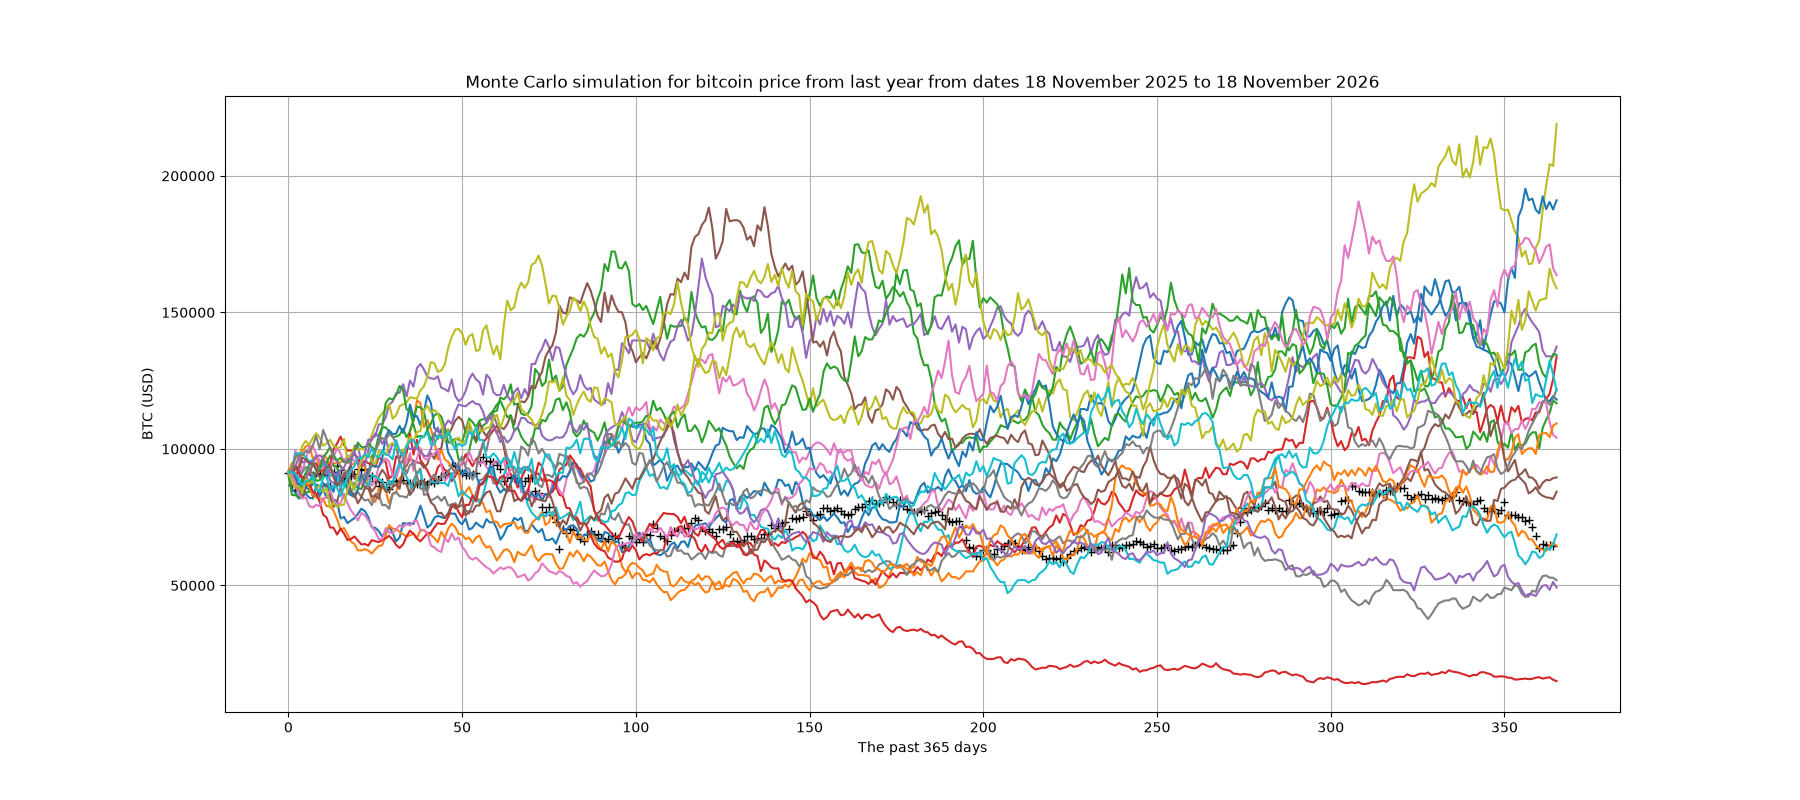 Monte Carlo simulation for bitcoin price from last year from dates 18 November 2025 to 18 November 2026
200000
150000
100000
50000
BTC (USD)
0 50 100 150 200 250 300 350
The past 365 days